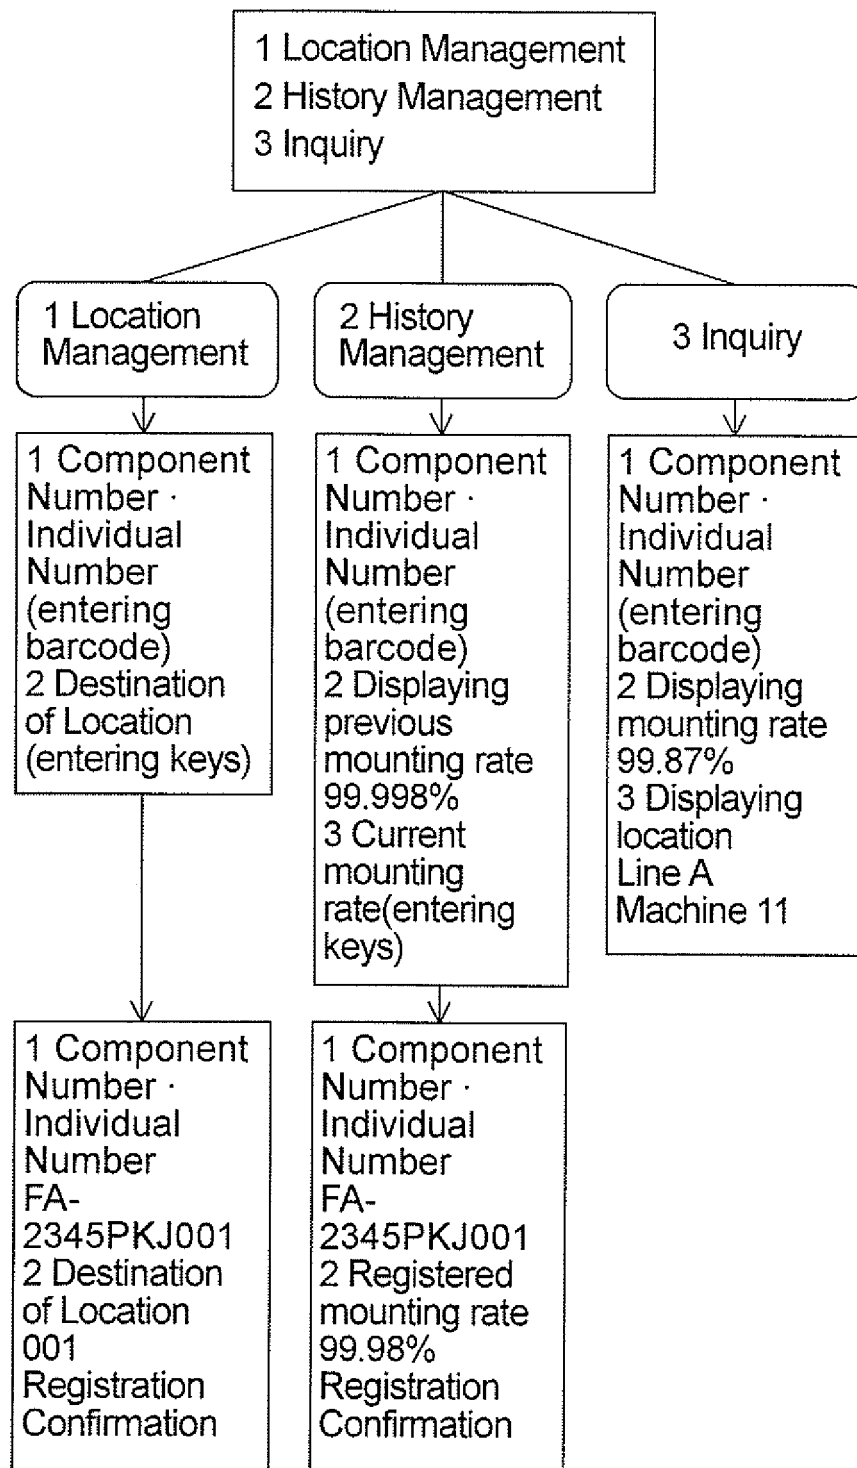 1 Location Management
2 History Management
3 Inquiry
1 Location
Management
2 History
Management
3 Inquiry
1 Component
Number ·
Individual
Number
(entering
barcode)
2 Destination
of Location
(entering keys)
1 Component
Number ·
Individual
Number
(entering
barcode)
2 Displaying
previous
mounting rate
99.998%
3 Current
mounting
rate(entering
keys)
1 Component
Number ·
Individual
Number
(entering
barcode)
2 Displaying
mounting rate
99.87%
3 Displaying
location
Line A
Machine 11
1 Component
Number ·
Individual
Number
FA-
2345PKJ001
2 Destination
of Location
001
Registration
Confirmation
1 Component
Number ·
Individual
Number
FA-
2345PKJ001
2 Registered
mounting rate
99.98%
Registration
Confirmation